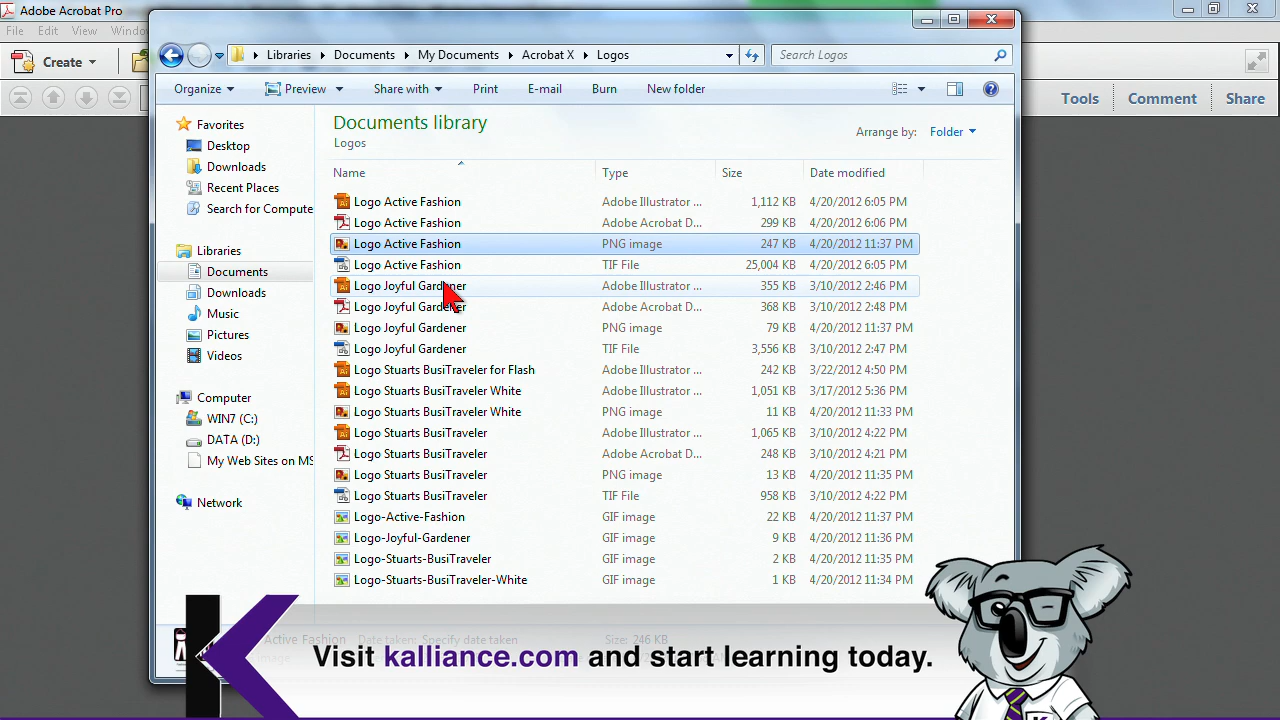 Adobe Acrobat Pro
File Edit View Window
Create
Tools Comment Share
Libraries Documents My Documents Acrobat X Logos
Search Logos
Organize Preview Share with Print E-mail Burn New folder
Favorites
Desktop
Downloads
Recent Places
Search for Compute
Libraries
Documents
Downloads
Music
Pictures
Videos
Computer
WIN7 (C:)
DATA (D:)
My Web Sites on MS
Network
Documents library
Logos
Arrange by: Folder
Name Type Size Date modified
Logo Active Fashion Adobe Illustrator ... 1,112 KB 4/20/2012 6:05 PM
Logo Active Fashion Adobe Acrobat D... 299 KB 4/20/2012 6:06 PM
Logo Active Fashion PNG image 247 KB 4/20/2012 11:37 PM
Logo Active Fashion TIF File 25,004 KB 4/20/2012 6:05 PM
Logo Joyful Gardener Adobe Illustrator ... 355 KB 3/10/2012 2:46 PM
Logo Joyful Gardener Adobe Acrobat D... 368 KB 3/10/2012 2:48 PM
Logo Joyful Gardener PNG image 79 KB 4/20/2012 11:37 PM
Logo Joyful Gardener TIF File 3,556 KB 3/10/2012 2:47 PM
Logo Stuarts BusiTraveler for Flash Adobe Illustrator ... 242 KB 3/22/2012 4:50 PM
Logo Stuarts BusiTraveler White Adobe Illustrator ... 1,051 KB 3/17/2012 5:36 PM
Logo Stuarts BusiTraveler White PNG image 11 KB 4/20/2012 11:33 PM
Logo Stuarts BusiTraveler Adobe Illustrator ... 1,065 KB 3/10/2012 4:22 PM
Logo Stuarts BusiTraveler Adobe Acrobat D... 248 KB 3/10/2012 4:21 PM
Logo Stuarts BusiTraveler PNG image 13 KB 4/20/2012 11:35 PM
Logo Stuarts BusiTraveler TIF File 958 KB 3/10/2012 4:22 PM
Logo-Active-Fashion GIF image 22 KB 4/20/2012 11:37 PM
Logo-Joyful-Gardener GIF image 9 KB 4/20/2012 11:36 PM
Logo-Stuarts-BusiTraveler GIF image 2 KB 4/20/2012 11:35 PM
Logo-Stuarts-BusiTraveler-White GIF image 1 KB 4/20/2012 11:34 PM
Active Fashion Date taken: Specify date taken Size: 246 KB
Visit kalliance.com and start learning today.